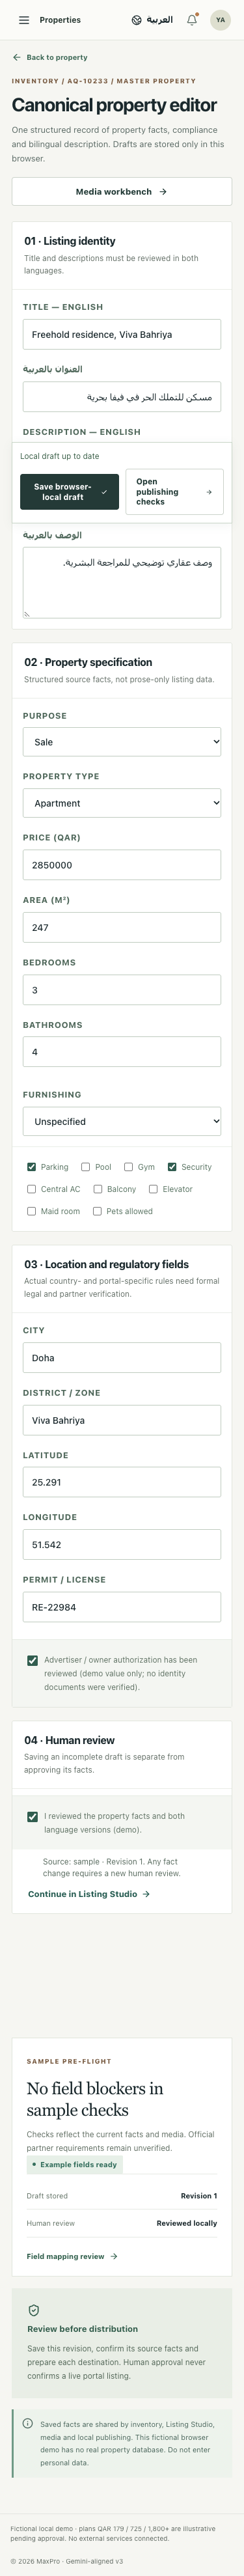 Properties
العربية
YA
Back to property
INVENTORY / AQ-10233 / MASTER PROPERTY
Canonical property editor
One structured record of property facts, compliance
and bilingual description. Drafts are stored only in this
browser.
Media workbench
01 · Listing identity
Title and descriptions must be reviewed in both
languages.
TITLE — ENGLISH
Freehold residence, Viva Bahriya
العنوان بالعربية
مسكن للتملك الحر في فيفا بحرية
DESCRIPTION — ENGLISH
Local draft up to date
Save browser-
local draft
Open
publishing
checks
الوصف بالعربية
وصف عقاري توضيحي للمراجعة البشرية.
02 · Property specification
Structured source facts, not prose-only listing data.
PURPOSE
Sale
PROPERTY TYPE
Apartment
PRICE (QAR)
2850000
AREA (M²)
247
BEDROOMS
3
BATHROOMS
4
FURNISHING
Unspecified
Parking Pool Gym Security
Central AC Balcony Elevator
Maid room Pets allowed
03 · Location and regulatory fields
Actual country- and portal-specific rules need formal
legal and partner verification.
CITY
Doha
DISTRICT / ZONE
Viva Bahriya
LATITUDE
25.291
LONGITUDE
51.542
PERMIT / LICENSE
RE-22984
Advertiser / owner authorization has been
reviewed (demo value only; no identity
documents were verified).
04 · Human review
Saving an incomplete draft is separate from
approving its facts.
I reviewed the property facts and both
language versions (demo).
Source: sample · Revision 1. Any fact
change requires a new human review.
Continue in Listing Studio
SAMPLE PRE-FLIGHT
No field blockers in
sample checks
Checks reflect the current facts and media. Official
partner requirements remain unverified.
Example fields ready
Draft stored Revision 1
Human review Reviewed locally
Field mapping review
Review before distribution
Save this revision, confirm its source facts and
prepare each destination. Human approval never
confirms a live portal listing.
Saved facts are shared by inventory, Listing Studio,
media and local publishing. This fictional browser
demo has no real property database. Do not enter
personal data.
Fictional local demo · plans QAR 179 / 725 / 1,800+ are illustrative
pending approval. No external services connected.
© 2026 MaxPro · Gemini-aligned v3